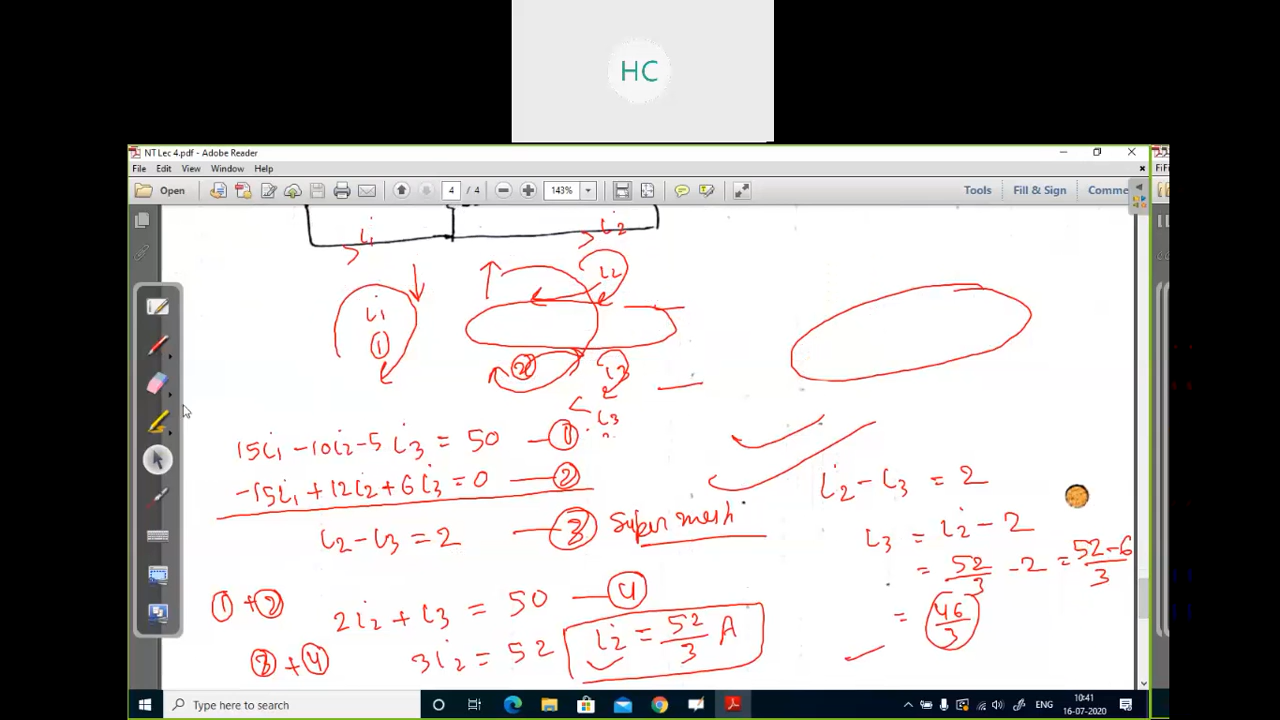 HC
NT Lec 4.pdf - Adobe Reader
File Edit View Window Help
Open 4 / 4 143% Tools Fill & Sign Comme
i1
i2
i2
i1
1
2
i3
i3
15i1 - 10i2 - 5i3 = 50 — 1
-15i1 + 12i2 + 6i3 = 0 — 2
i2 - i3 = 2 — 3 Supermesh
1 + 2 2i2 + i3 = 50 — 4
3 + 4 3i2 = 52 i2 = 52/3 A
i2 - i3 = 2
i3 = i2 - 2
= 52/3 - 2 = 52-6/3
= 46/3
Type here to search
ENG
10:41
16-07-2020